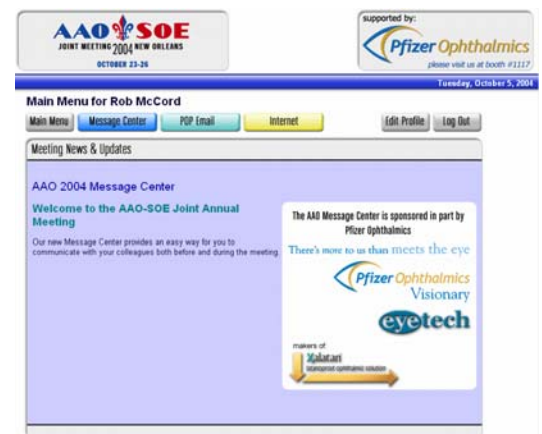 AAO SOE
JOINT MEETING 2004 NEW ORLEANS
OCTOBER 23-26
supported by:
Pfizer Ophthalmics
please visit us at booth #1117
Tuesday, October 5, 2004
Main Menu for Rob McCord
Main Menu Message Center POP Email Internet Edit Profile Log Out
Meeting News & Updates
AAO 2004 Message Center
Welcome to the AAO-SOE Joint Annual
Meeting
Our new Message Center provides an easy way for you to
communicate with your colleagues both before and during the meeting.
The AAO Message Center is sponsored in part by
Pfizer Ophthalmics
There's more to us than meets the eye
Pfizer Ophthalmics
Visionary
eyetech
makers of
Xalatan
latanoprost ophthalmic solution